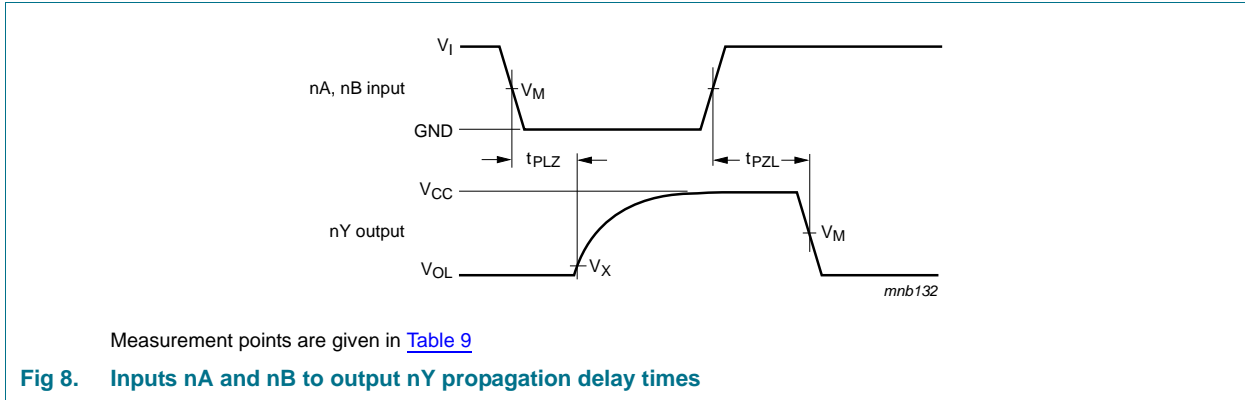 VI
nA, nB input
VM
GND
tPLZ
tPZL
VCC
nY output
VM
VOL
VX
mnb132
Measurement points are given in Table 9
Fig 8. Inputs nA and nB to output nY propagation delay times